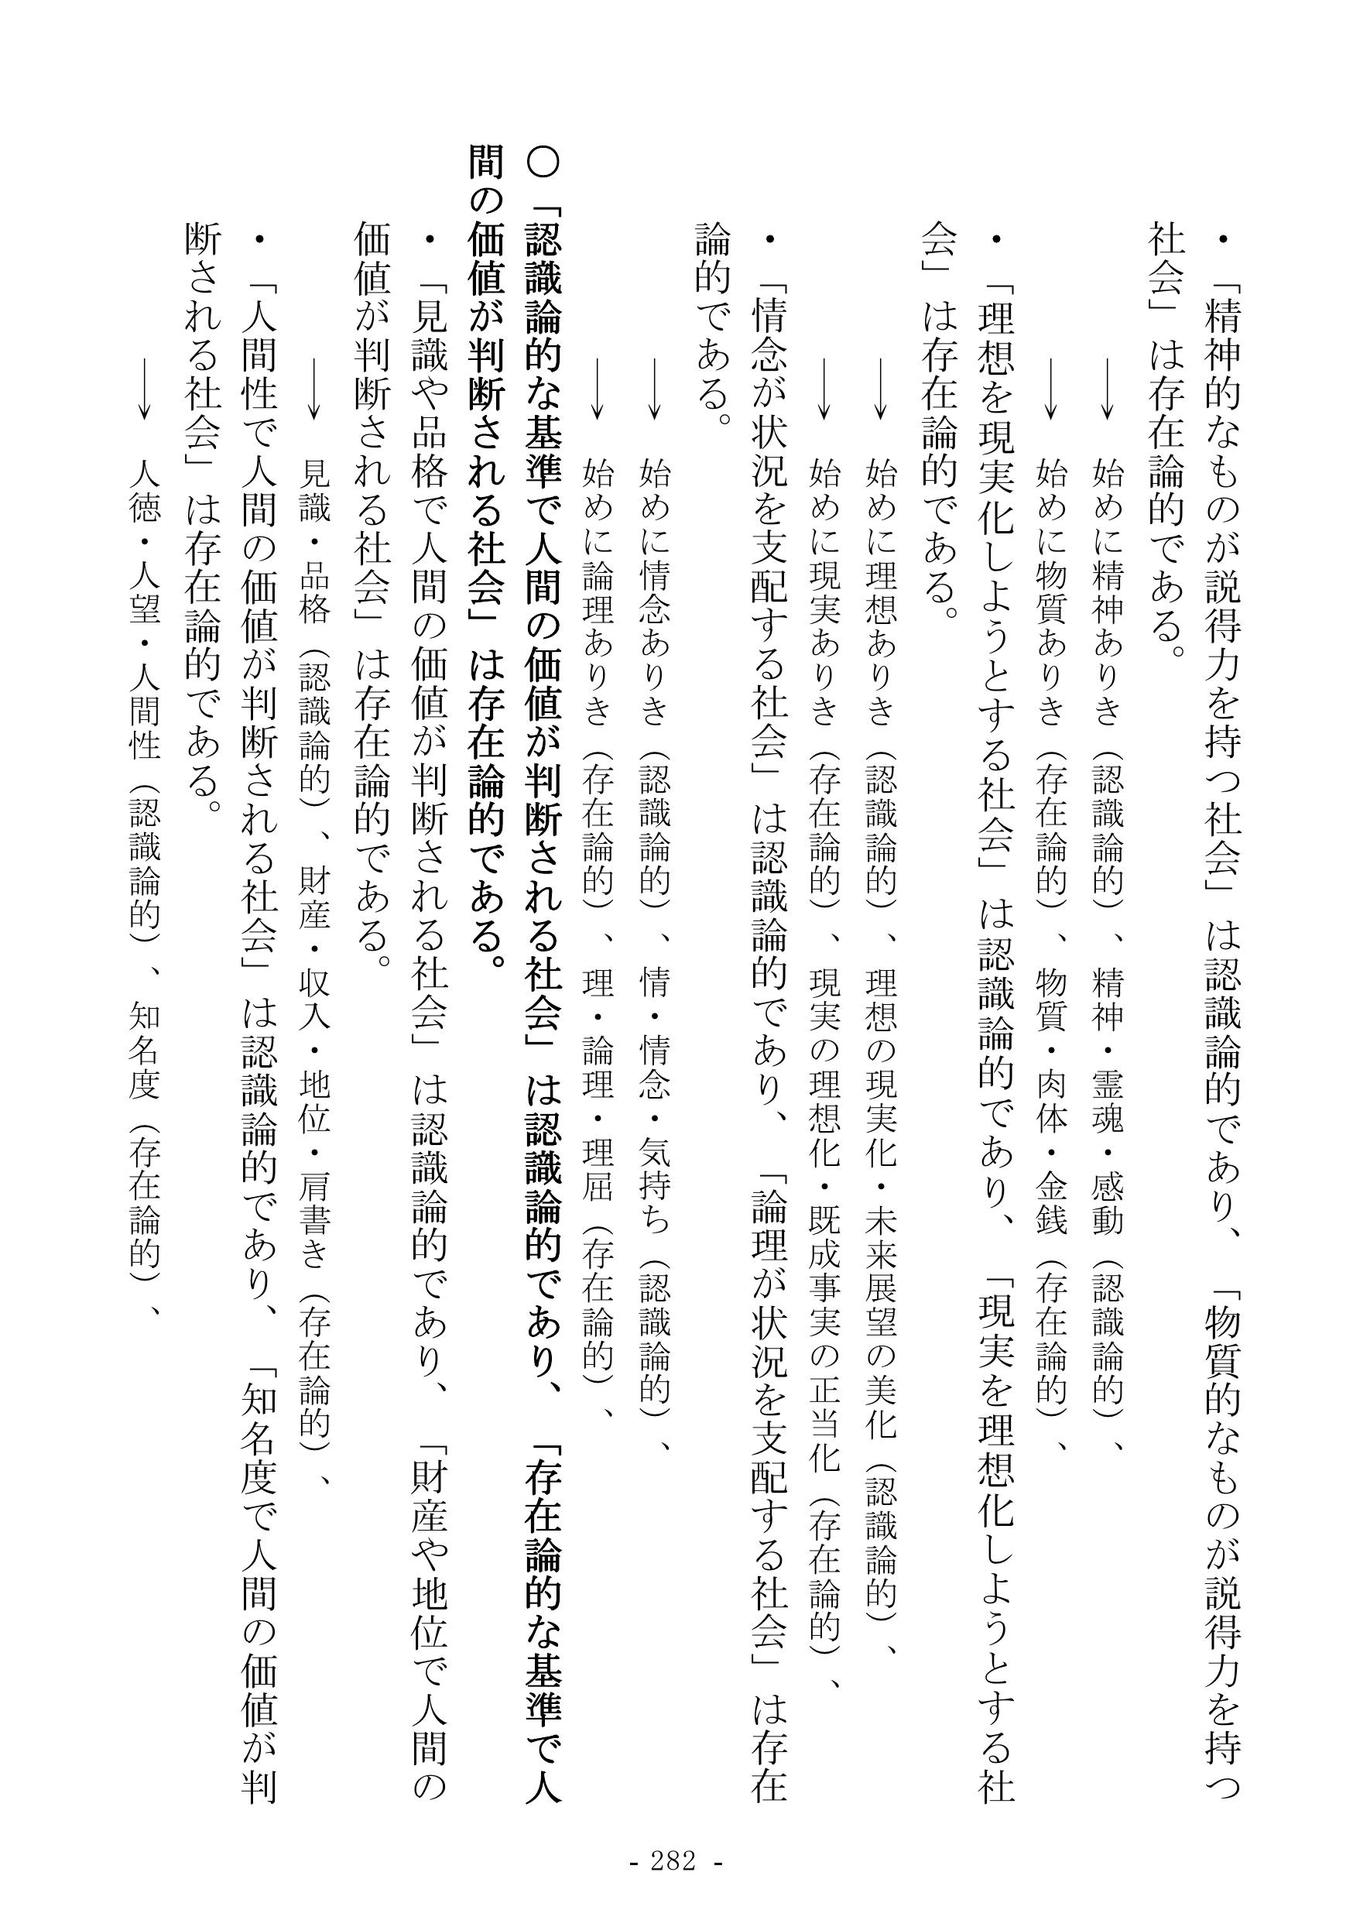 ・「精神的なものが説得力を持つ社会」は認識論的であり、「物質的なものが説得力を持つ
社会」は存在論的である。
→ 始めに精神ありき（認識論的）、精神・霊魂・感動（認識論的）、
→ 始めに物質ありき（存在論的）、物質・肉体・金銭（存在論的）、
・「理想を現実化しようとする社会」は認識論的であり、「現実を理想化しようとする社
会」は存在論的である。
→ 始めに理想ありき（認識論的）、理想の現実化・未来展望の美化（認識論的）、
→ 始めに現実ありき（存在論的）、現実の理想化・既成事実の正当化（存在論的）、
・「情念が状況を支配する社会」は認識論的であり、「論理が状況を支配する社会」は存在
論的である。
→ 始めに情念ありき（認識論的）、情・情念・気持ち（認識論的）、
→ 始めに論理ありき（存在論的）、理・論理・理屈（存在論的）、
〇「認識論的な基準で人間の価値が判断される社会」は認識論的であり、「存在論的な基準で人
間の価値が判断される社会」は存在論的である。
・「見識や品格で人間の価値が判断される社会」は認識論的であり、「財産や地位で人間の
価値が判断される社会」は存在論的である。
→ 見識・品格（認識論的）、財産・収入・地位・肩書き（存在論的）、
・「人間性で人間の価値が判断される社会」は認識論的であり、「知名度で人間の価値が判
断される社会」は存在論的である。
→ 人徳・人望・人間性（認識論的）、知名度（存在論的）、
- 282 -